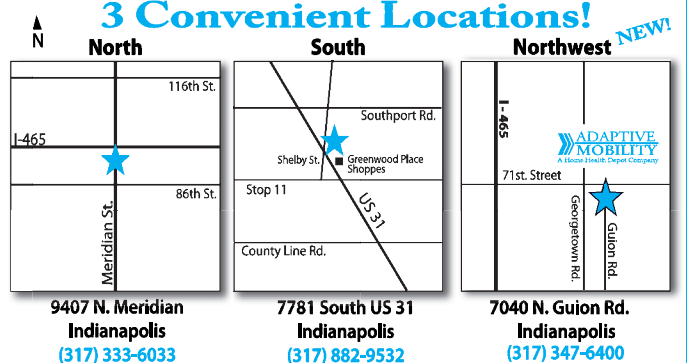 3 Convenient Locations!
N
North
South
Northwest
NEW!
116th St.
I-465
86th St.
Meridian St.
Southport Rd.
Shelby St.
Greenwood Place
Shoppes
Stop 11
US 31
County Line Rd.
I - 465
ADAPTIVE
MOBILITY
A Home Health Depot Company
71st. Street
Georgetown Rd.
Guion Rd.
9407 N. Meridian
Indianapolis
(317) 333-6033
7781 South US 31
Indianapolis
(317) 882-9532
7040 N. Guion Rd.
Indianapolis
(317) 347-6400